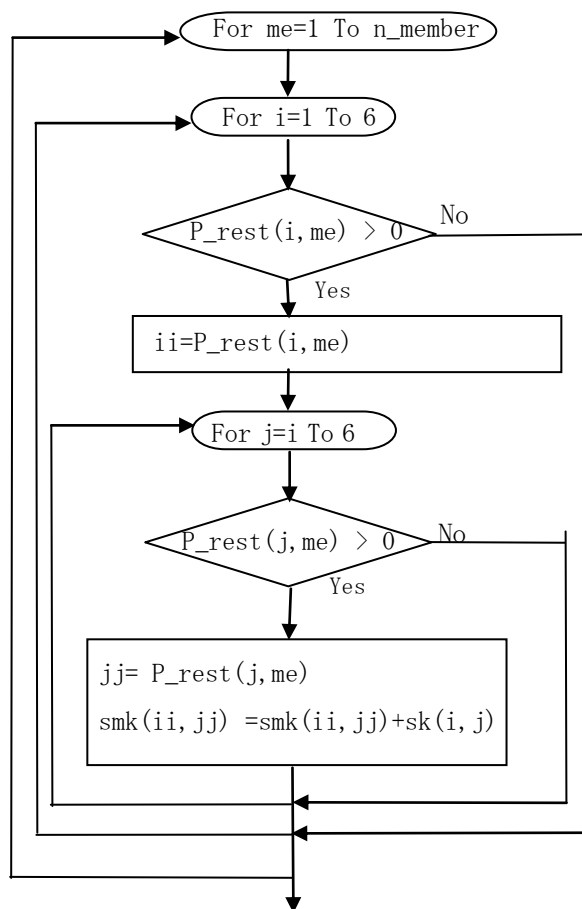 For me=1 To n_member
For i=1 To 6
P_rest(i,me) > 0
No
Yes
ii=P_rest(i,me)
For j=i To 6
P_rest(j,me) > 0
No
Yes
jj= P_rest(j,me)
smk(ii,jj) =smk(ii,jj)+sk(i,j)